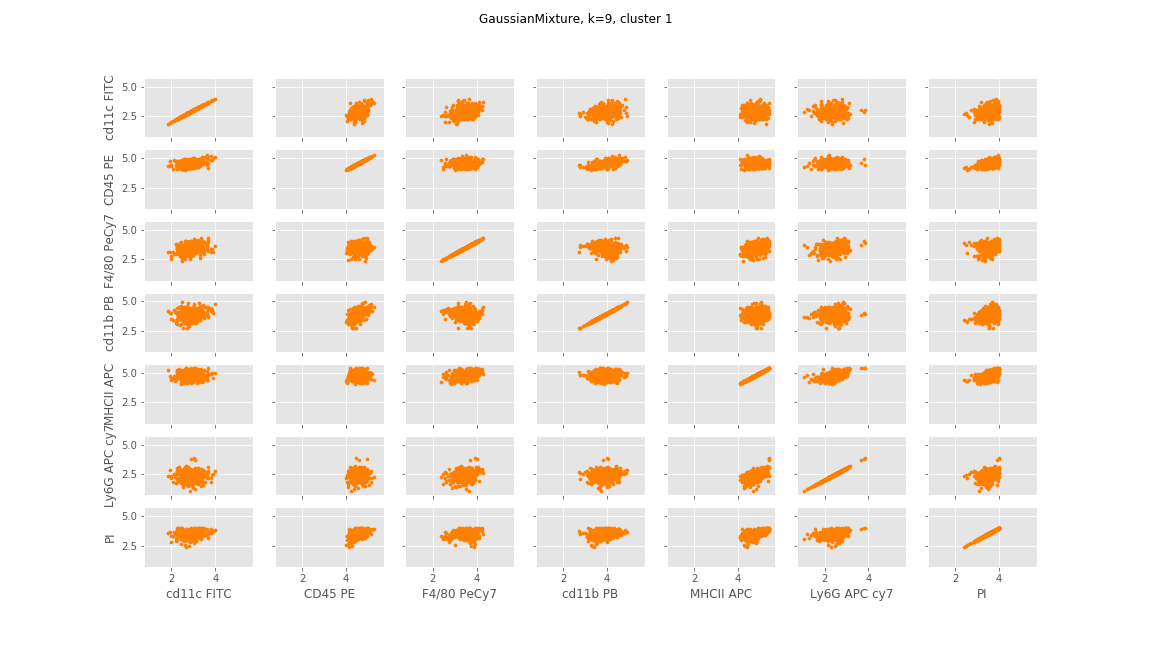 GaussianMixture, k=9, cluster 1
cd11c FITC
5.0
2.5
CD45 PE
5.0
2.5
F4/80 PeCy7
5.0
2.5
cd11b PB
5.0
2.5
MHCII APC
5.0
2.5
Ly6G APC cy7
5.0
2.5
PI
5.0
2.5
2 4 2 4 2 4 2 4 2 4 2 4 2 4
cd11c FITC CD45 PE F4/80 PeCy7 cd11b PB MHCII APC Ly6G APC cy7 PI